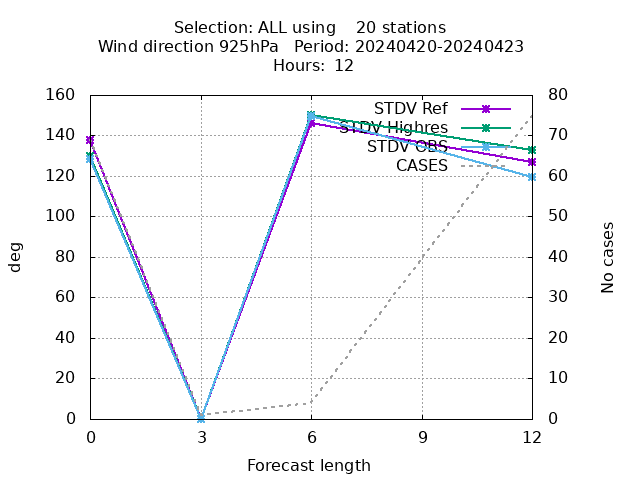 Selection: ALL using    20 stations
Wind direction 925hPa   Period: 20240420-20240423
Hours:  12
160 80
STDV Ref
STDV Highres
140 70
STDV OBS
CASES
120 60
100 50
deg
No cases
80 40
60 30
40 20
20 10
0 0
0 3 6 9 12
Forecast length